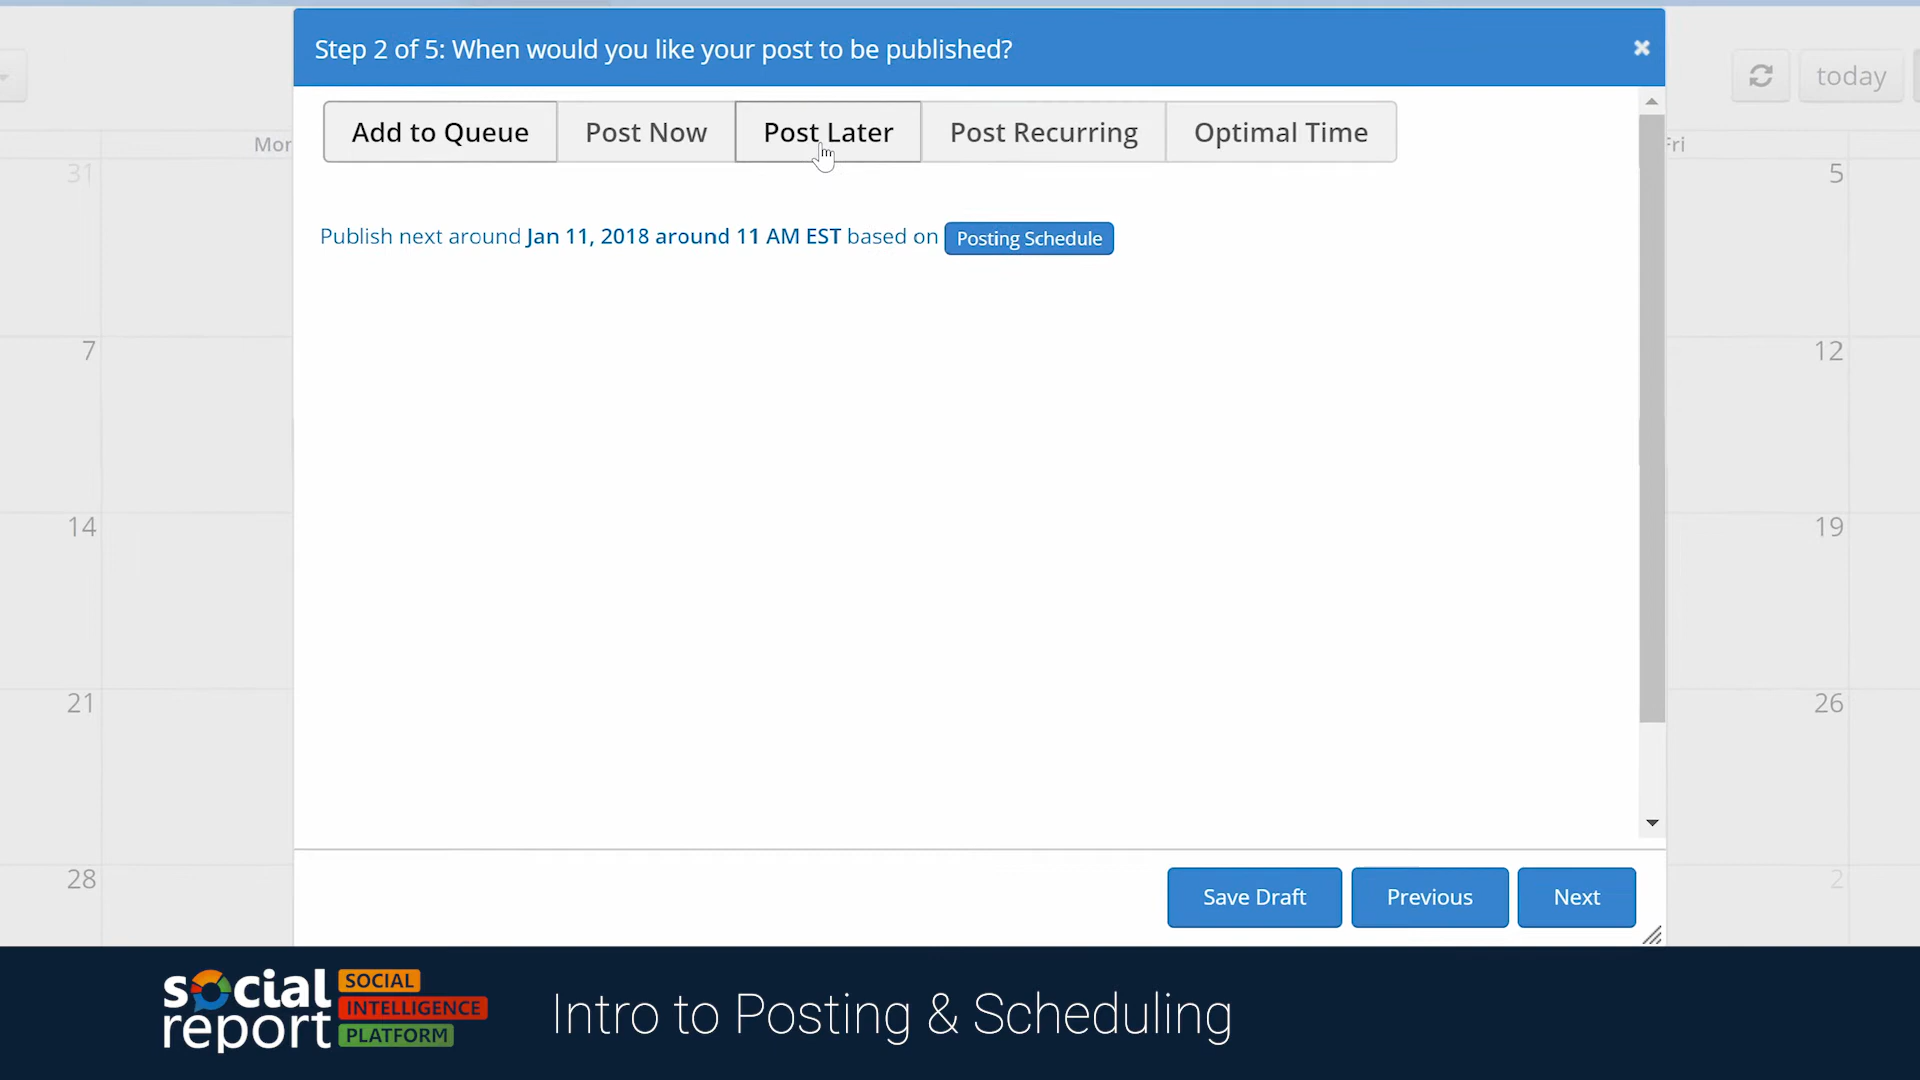 Step 2 of 5: When would you like your post to be published?
today
Add to Queue
Post Now
Post Later
Post Recurring
Optimal Time
Mon
Fri
31
5
Publish next around Jan 11, 2018 around 11 AM EST based on Posting Schedule
7
12
14
19
21
26
28
2
Save Draft
Previous
Next
social
report
SOCIAL
INTELLIGENCE
PLATFORM
Intro to Posting & Scheduling